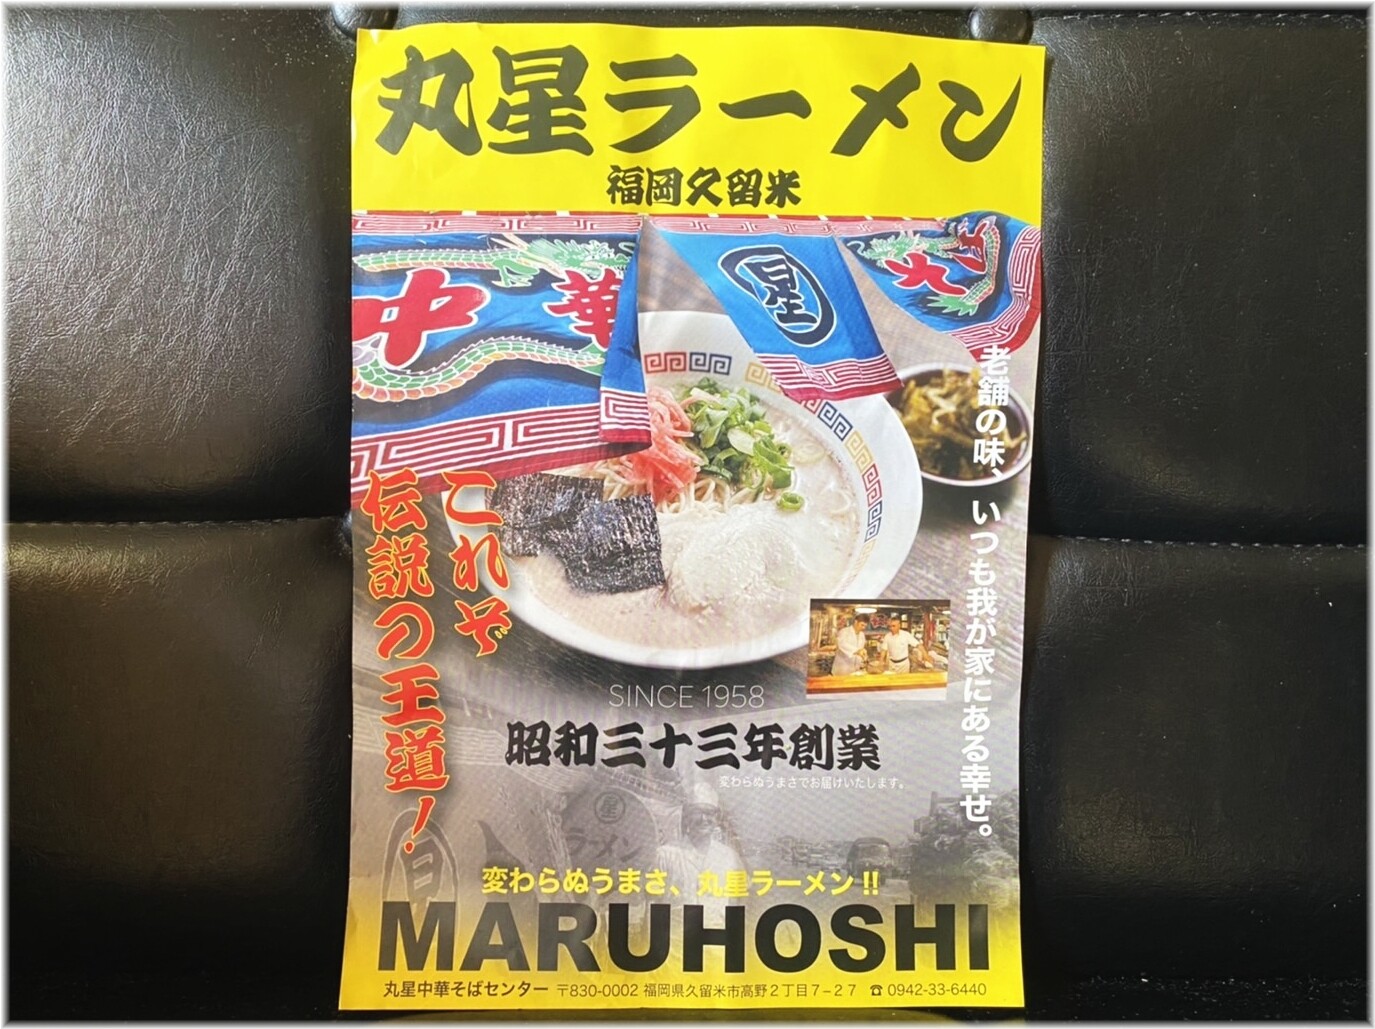 丸星ラーメン
福岡久留米
中華
星
老舗の味、いつも我が家にある幸せ。
これぞ
伝説の王道！
SINCE 1958
昭和三十三年創業
変わらぬうまさでお届けいたします。
星
ラーメン
変わらぬうまさ、丸星ラーメン!!
MARUHOSHI
丸星中華そばセンター 〒830-0002 福岡県久留米市高野２丁目７−２７ ☎ 0942-33-6440